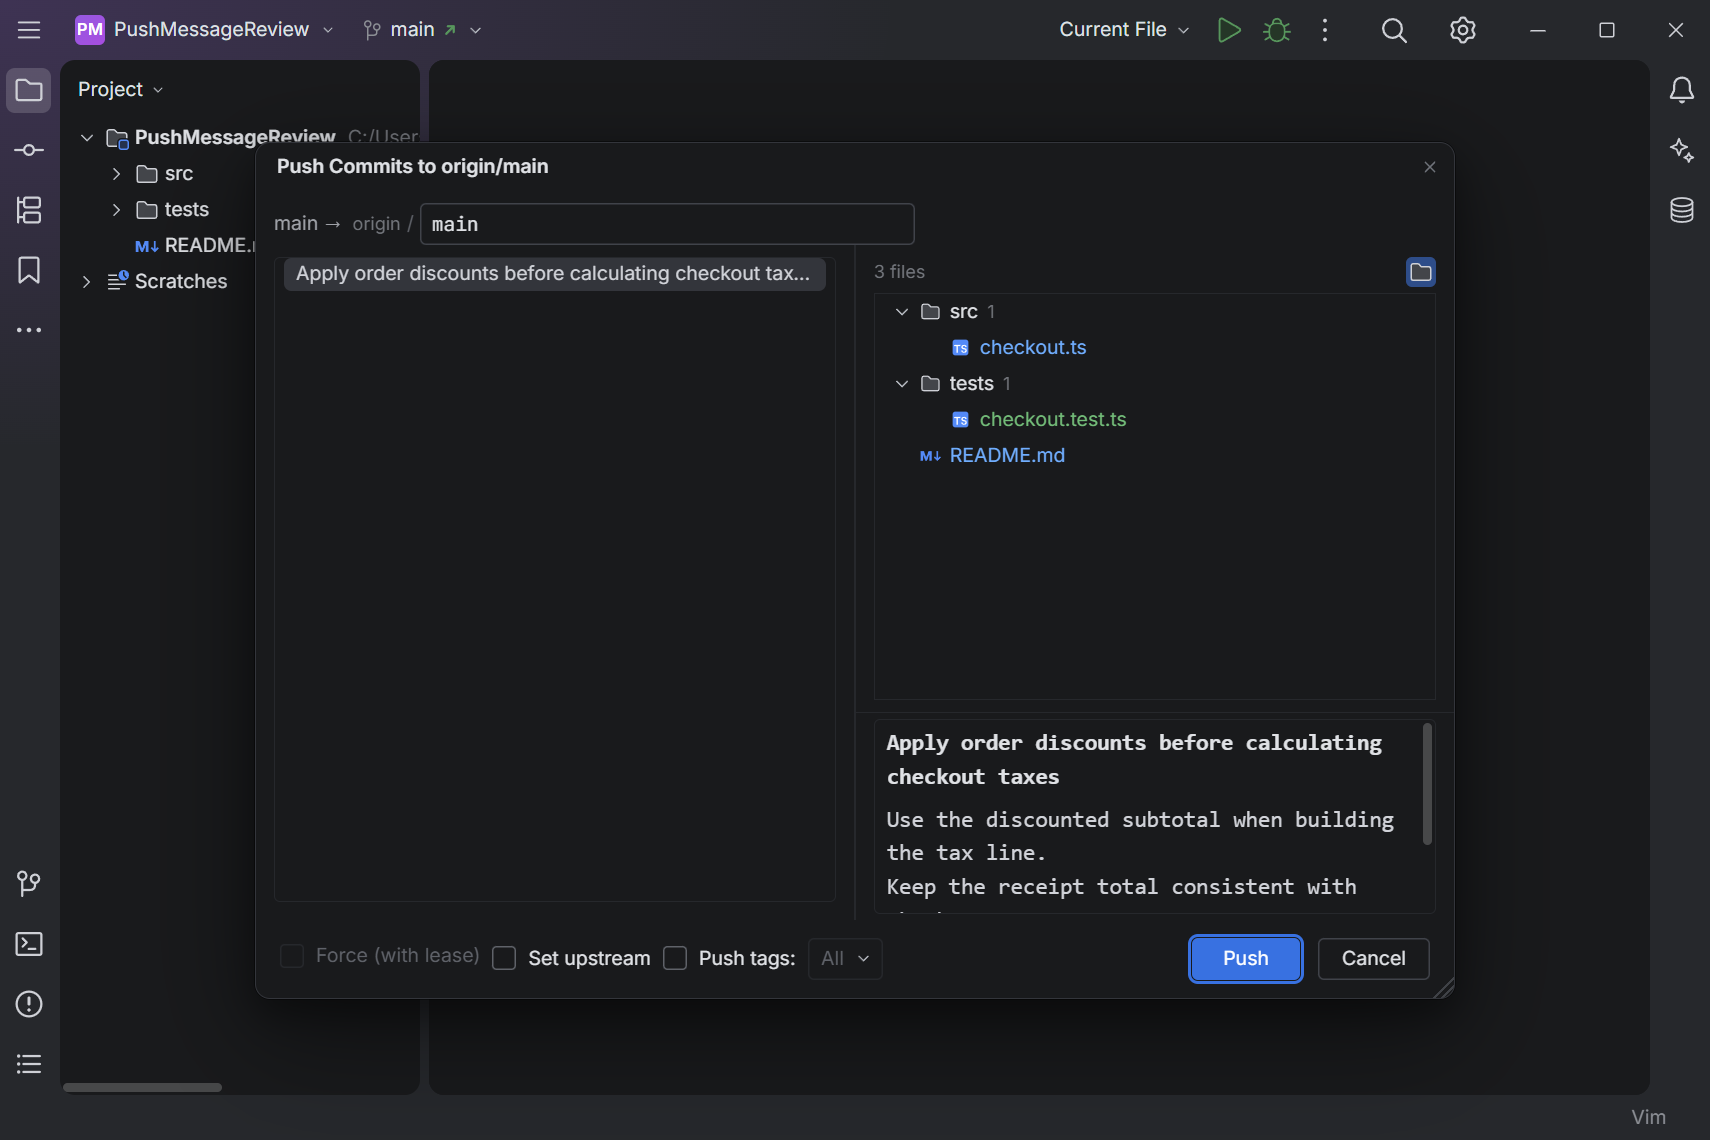 PM PushMessageReview main Current File
Project
PushMessageReview C:/User
src
tests
README.
Scratches
Push Commits to origin/main
main → origin / main
Apply order discounts before calculating checkout tax...
3 files
src 1
TS checkout.ts
tests 1
TS checkout.test.ts
M↓ README.md
Apply order discounts before calculating
checkout taxes
Use the discounted subtotal when building
the tax line.
Keep the receipt total consistent with
Force (with lease) Set upstream Push tags: All Push Cancel
Vim